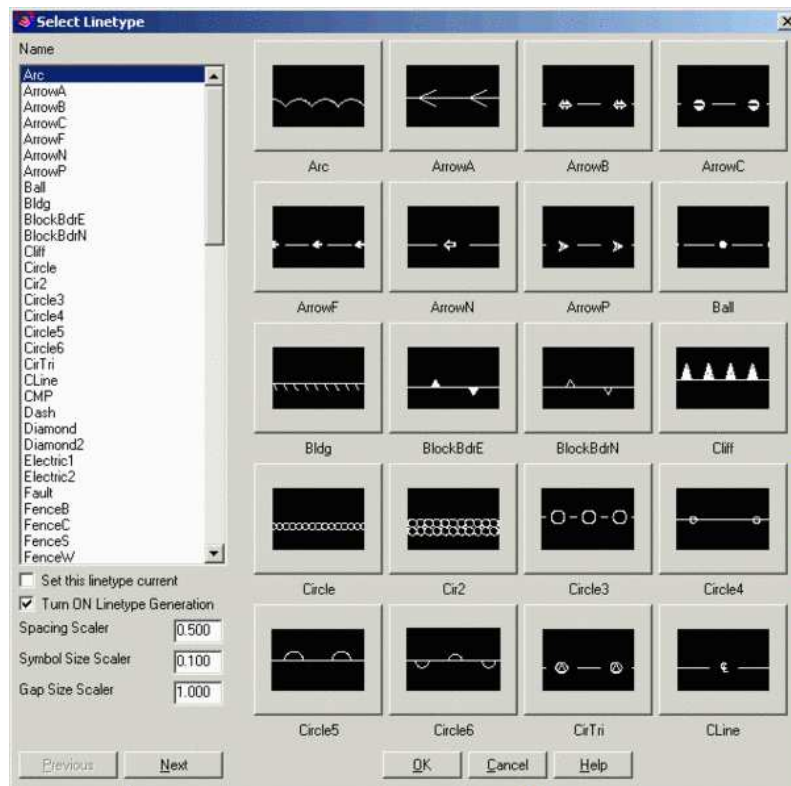 Select Linetype
Name
Arc
ArrowA
ArrowB
ArrowC
ArrowF
ArrowN
ArrowP
Ball
Bldg
BlockBdrE
BlockBdrN
Cliff
Circle
Cir2
Circle3
Circle4
Circle5
Circle6
CirTri
CLine
CMP
Dash
Diamond
Diamond2
Electric1
Electric2
Fault
FenceB
FenceC
FenceS
FenceW
Set this linetype current
Turn ON Linetype Generation
Spacing Scaler 0.500
Symbol Size Scaler 0.100
Gap Size Scaler 1.000
Previous Next
Arc ArrowA ArrowB ArrowC
ArrowF ArrowN ArrowP Ball
Bldg BlockBdrE BlockBdrN Cliff
Circle Cir2 Circle3 Circle4
Circle5 Circle6 CirTri CLine
OK Cancel Help